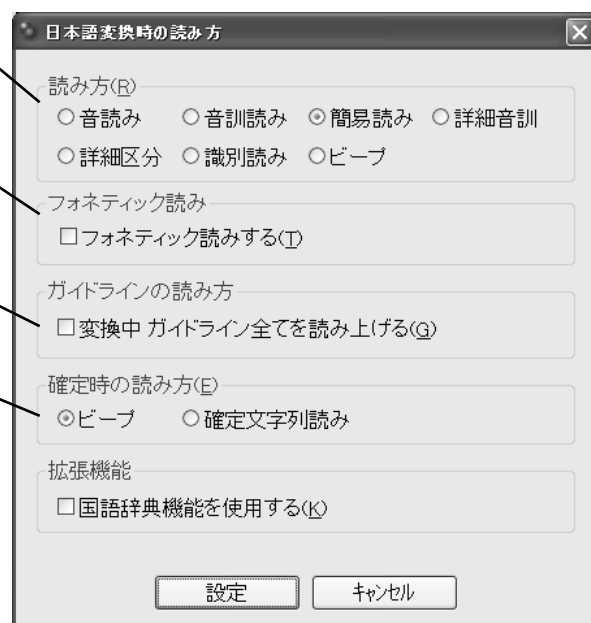 日本語変換時の読み方
読み方(R)
音読み 音訓読み 簡易読み 詳細音訓
詳細区分 識別読み ビープ
フォネティック読み
フォネティック読みする(T)
ガイドラインの読み方
変換中 ガイドライン全てを読み上げる(G)
確定時の読み方(E)
ビープ 確定文字列読み
拡張機能
国語辞典機能を使用する(K)
設定 キャンセル